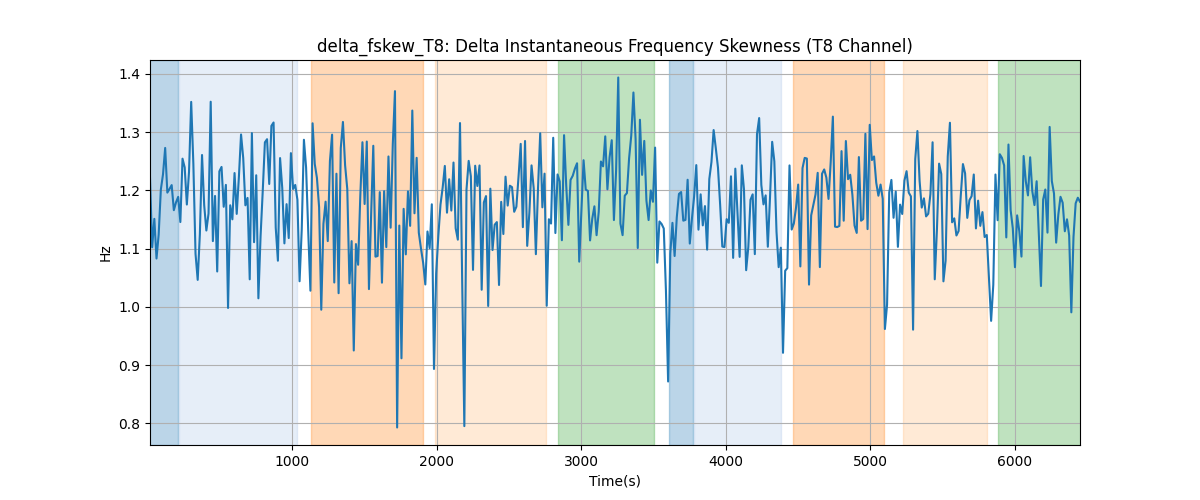 delta_fskew_T8: Delta Instantaneous Frequency Skewness (T8 Channel)
Hz
1.4
1.3
1.2
1.1
1.0
0.9
0.8
1000 2000 3000 4000 5000 6000
Time(s)